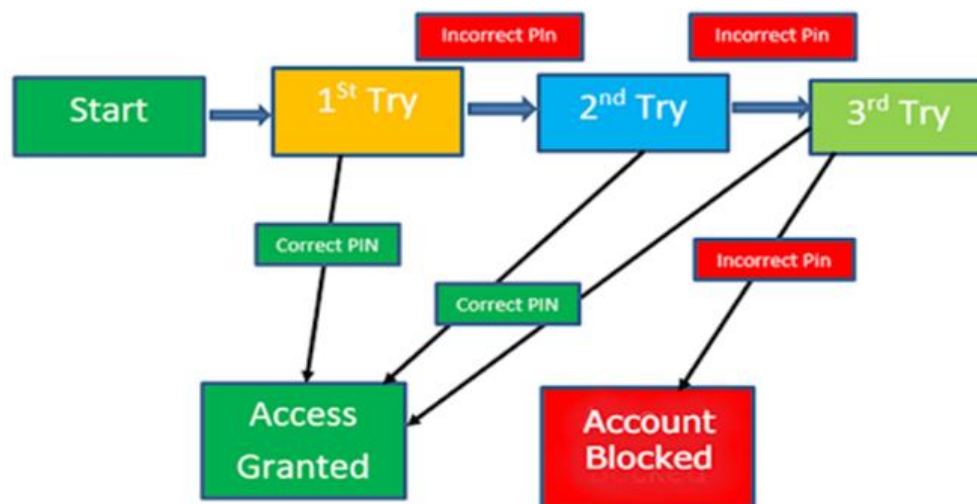 Incorrect PIn
Incorrect Pin
Start
1St Try
2nd Try
3rd Try
Correct PIN
Incorrect Pin
Correct PIN
Access
Granted
Account
Blocked